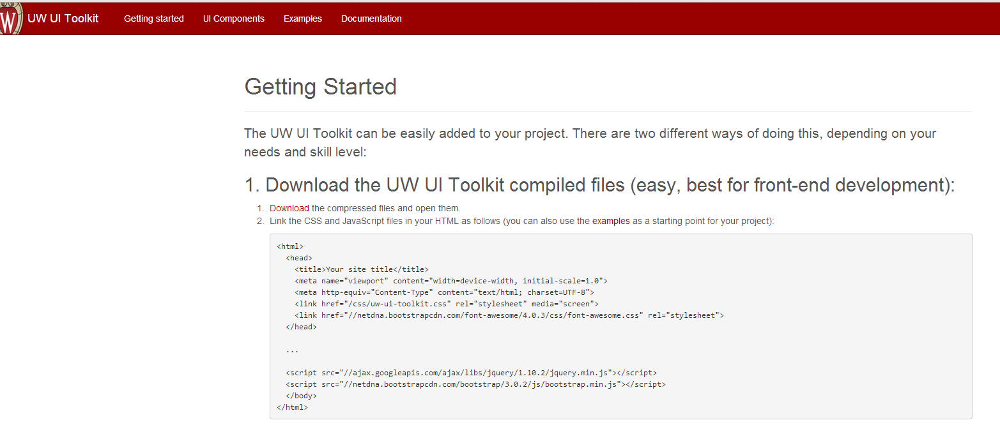 W UW UI Toolkit Getting started UI Components Examples Documentation
Getting Started
The UW UI Toolkit can be easily added to your project. There are two different ways of doing this, depending on your
needs and skill level:
1. Download the UW UI Toolkit compiled files (easy, best for front-end development):
1. Download the compressed files and open them.
2. Link the CSS and JavaScript files in your HTML as follows (you can also use the examples as a starting point for your project):
<html>
  <head>
    <title>Your site title</title>
    <meta name="viewport" content="width=device-width, initial-scale=1.0">
    <meta http-equiv="Content-Type" content="text/html; charset=UTF-8">
    <link href="/css/uw-ui-toolkit.css" rel="stylesheet" media="screen">
    <link href="//netdna.bootstrapcdn.com/font-awesome/4.0.3/css/font-awesome.css" rel="stylesheet">
  </head>
  ...
  <script src="//ajax.googleapis.com/ajax/libs/jquery/1.10.2/jquery.min.js"></script>
  <script src="//netdna.bootstrapcdn.com/bootstrap/3.0.2/js/bootstrap.min.js"></script>
  </body>
</html>